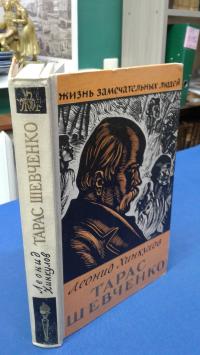 ЖИЗНЬ ЗАМЕЧАТЕЛЬНЫХ ЛЮДЕЙ
Леонид Хинкулов
ТАРАС
ШЕВЧЕНКО
Леонид
Хинкулов
ТАРАС ШЕВЧЕНКО